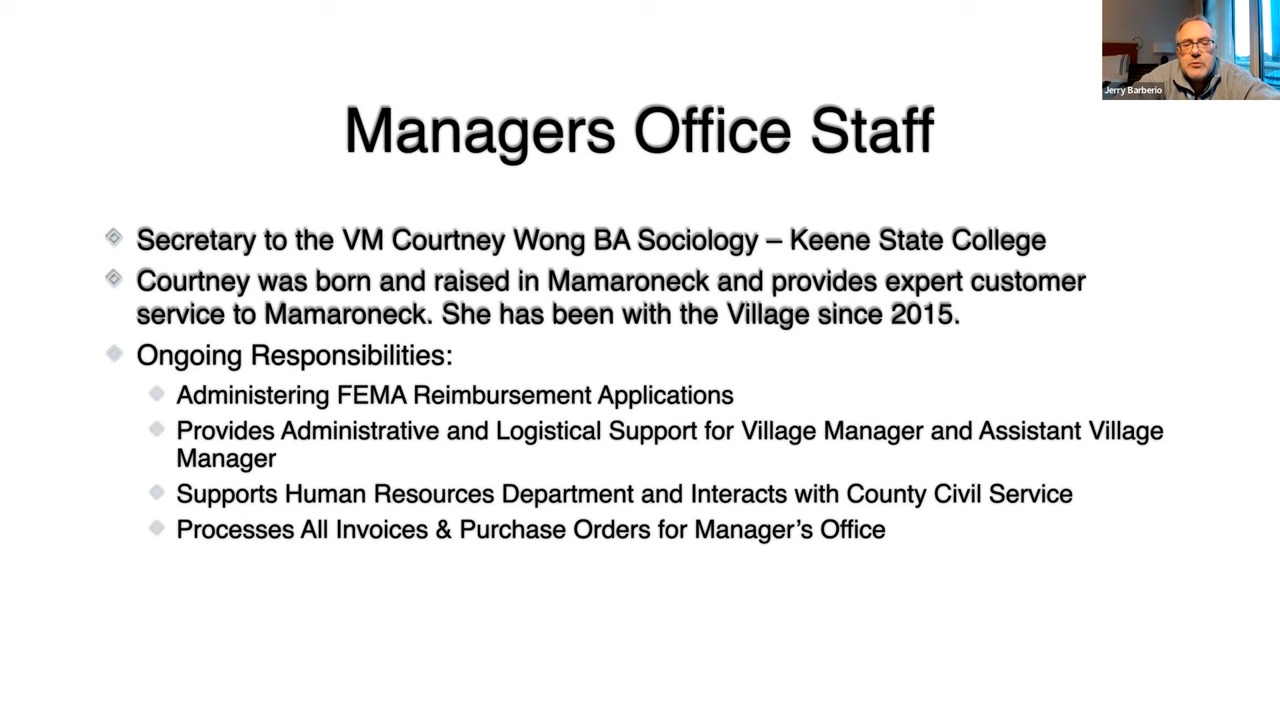 Jerry Barberio
Managers Office Staff
Secretary to the VM Courtney Wong BA Sociology – Keene State College
Courtney was born and raised in Mamaroneck and provides expert customer
service to Mamaroneck. She has been with the Village since 2015.
Ongoing Responsibilities:
Administering FEMA Reimbursement Applications
Provides Administrative and Logistical Support for Village Manager and Assistant Village
Manager
Supports Human Resources Department and Interacts with County Civil Service
Processes All Invoices & Purchase Orders for Manager’s Office